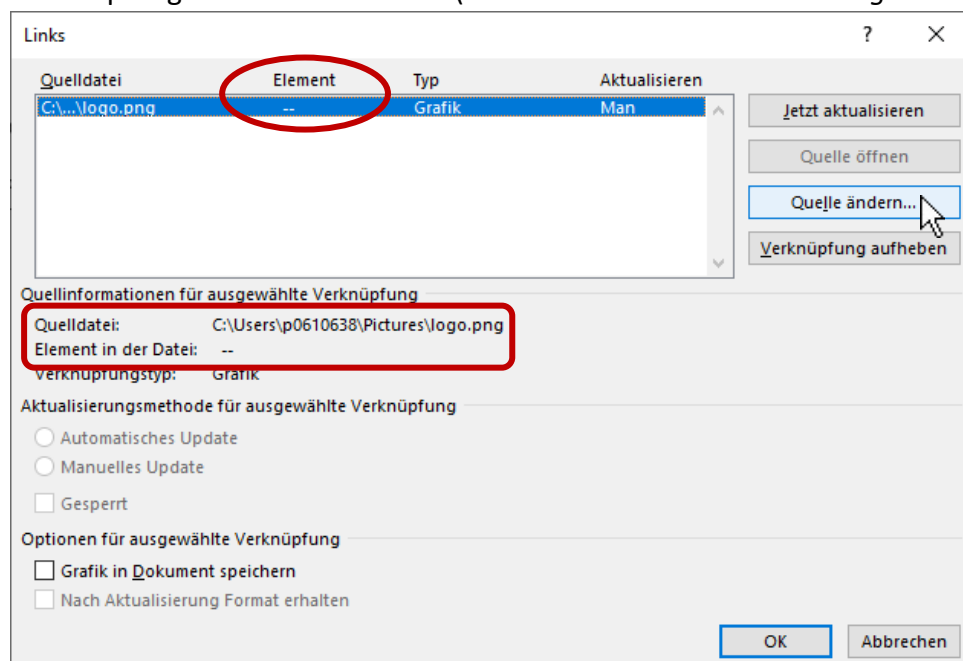 Links ? ×
Quelldatei Element Typ Aktualisieren
C:\...\logo.png -- Grafik Man
Jetzt aktualisieren
Quelle öffnen
Quelle ändern...
Verknüpfung aufheben
Quellinformationen für ausgewählte Verknüpfung
Quelldatei: C:\Users\p0610638\Pictures\logo.png
Element in der Datei: --
Verknüpfungstyp: Grafik
Aktualisierungsmethode für ausgewählte Verknüpfung
Automatisches Update
Manuelles Update
Gesperrt
Optionen für ausgewählte Verknüpfung
Grafik in Dokument speichern
Nach Aktualisierung Format erhalten
OK Abbrechen